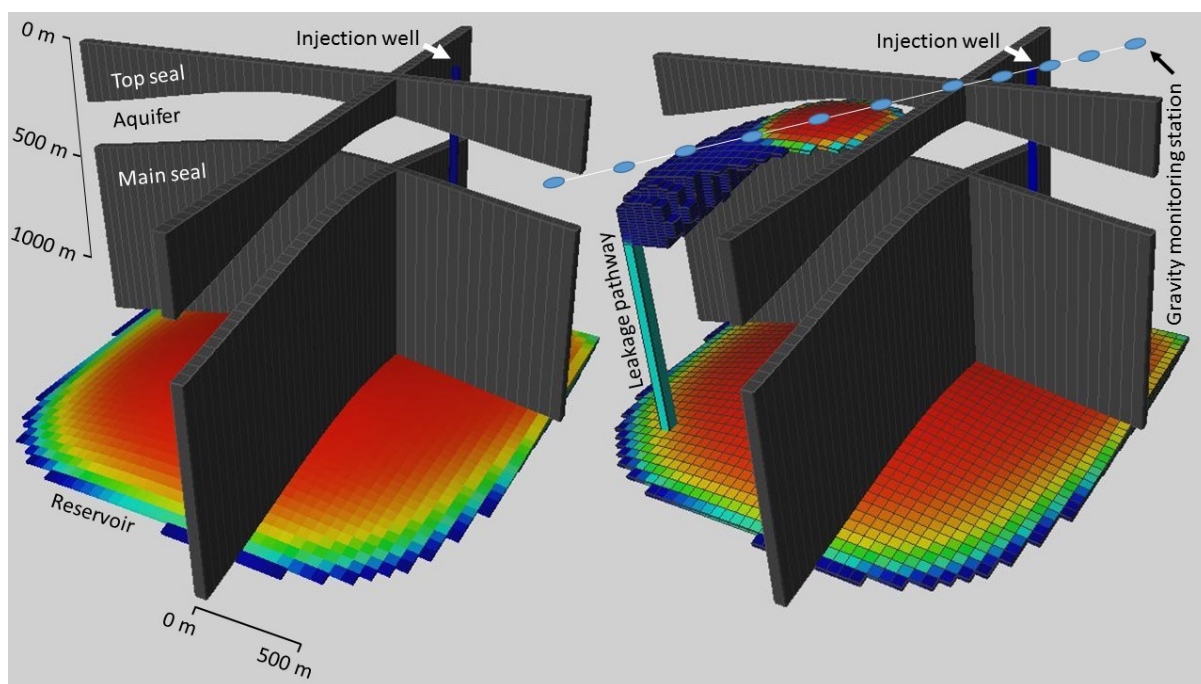 0 m
Injection well
Top seal
Aquifer
500 m
Main seal
1000 m
Reservoir
0 m
500 m
Injection well
Leakage pathway
Gravity monitoring station